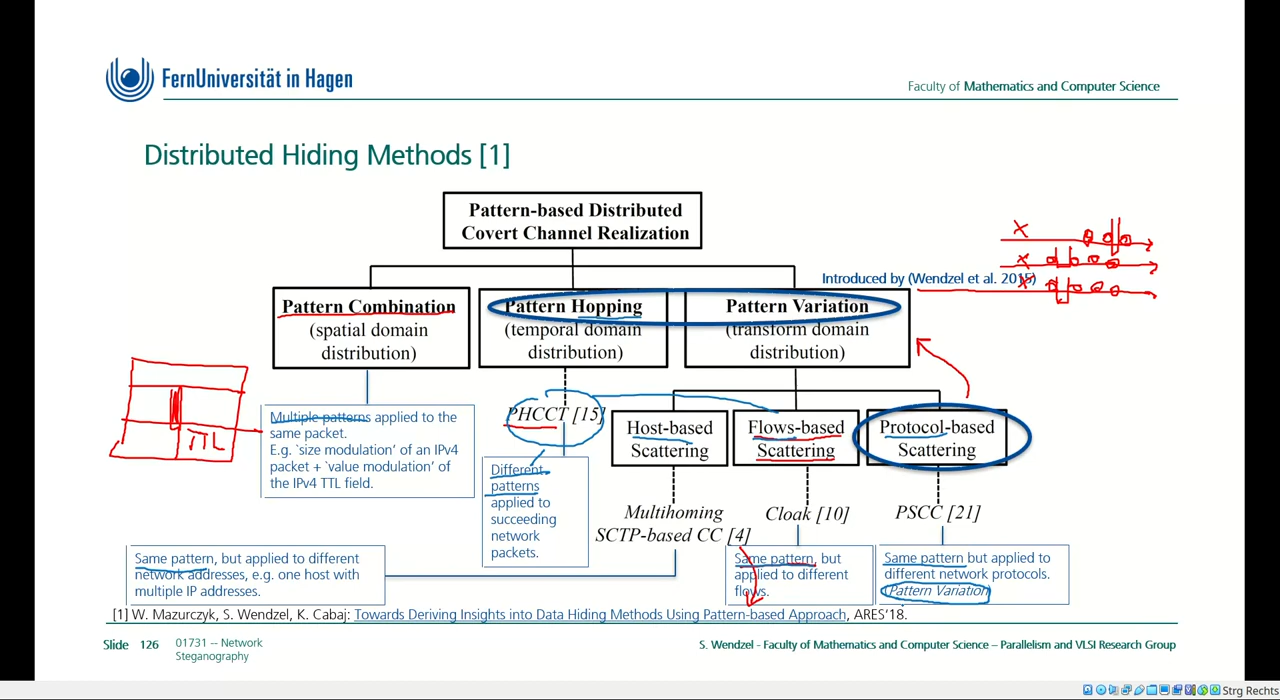 FernUniversität in Hagen
Faculty of Mathematics and Computer Science
Distributed Hiding Methods [1]
Pattern-based Distributed
Covert Channel Realization
Introduced by (Wendzel et al. 2015)
Pattern Combination
(spatial domain
distribution)
Pattern Hopping
(temporal domain
distribution)
Pattern Variation
(transform domain
distribution)
TTL
Multiple patterns applied to the
same packet.
E.g. `size modulation' of an IPv4
packet + `value modulation' of
the IPv4 TTL field.
PHCCT [15]
Different
patterns
applied to
succeeding
network
packets.
Host-based
Scattering
Flows-based
Scattering
Protocol-based
Scattering
Multihoming
SCTP-based CC [4]
Cloak [10]
PSCC [21]
Same pattern, but applied to different
network addresses, e.g. one host with
multiple IP addresses.
Same pattern, but
applied to different
flows.
Same pattern but applied to
different network protocols.
(Pattern Variation)
[1] W. Mazurczyk, S. Wendzel, K. Cabaj: Towards Deriving Insights into Data Hiding Methods Using Pattern-based Approach, ARES'18.
Slide 126
01731 -- Network
Steganography
S. Wendzel - Faculty of Mathematics and Computer Science – Parallelism and VLSI Research Group
Strg Rechts